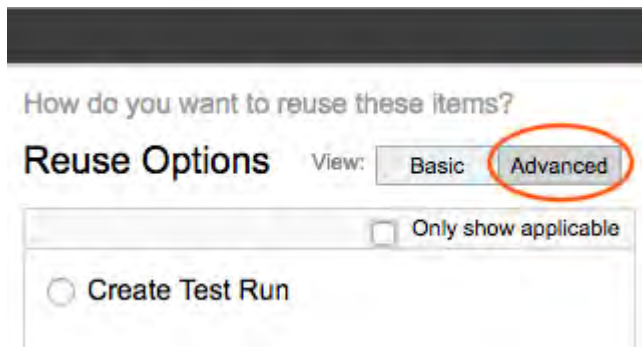 How do you want to reuse these items?
Reuse Options View: Basic Advanced
Only show applicable
Create Test Run